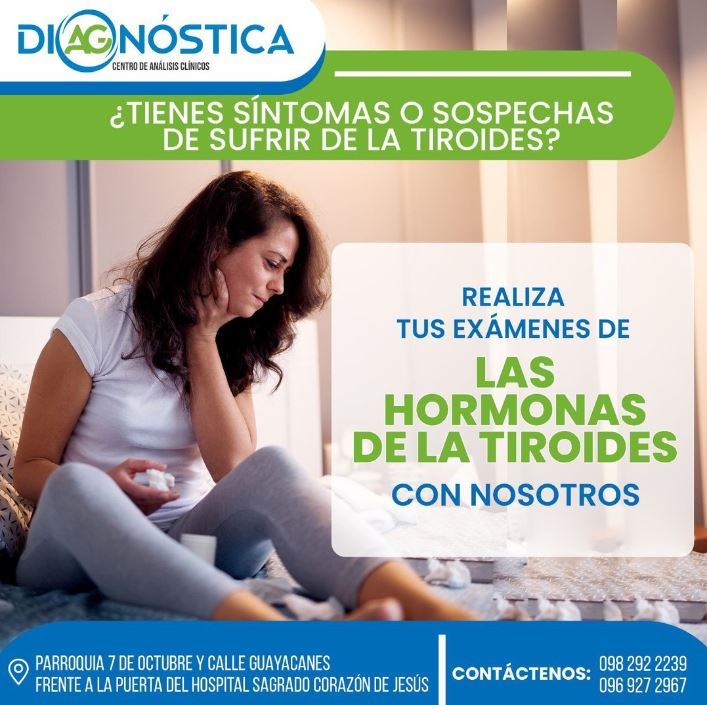 DIAGNÓSTICA
CENTRO DE ANÁLISIS CLÍNICOS
¿TIENES SÍNTOMAS O SOSPECHAS
DE SUFRIR DE LA TIROIDES?
REALIZA
TUS EXÁMENES DE
LAS
HORMONAS
DE LA TIROIDES
CON NOSOTROS
PARROQUIA 7 DE OCTUBRE Y CALLE GUAYACANES
FRENTE A LA PUERTA DEL HOSPITAL SAGRADO CORAZÓN DE JESÚS
CONTÁCTENOS:
098 292 2239
096 927 2967